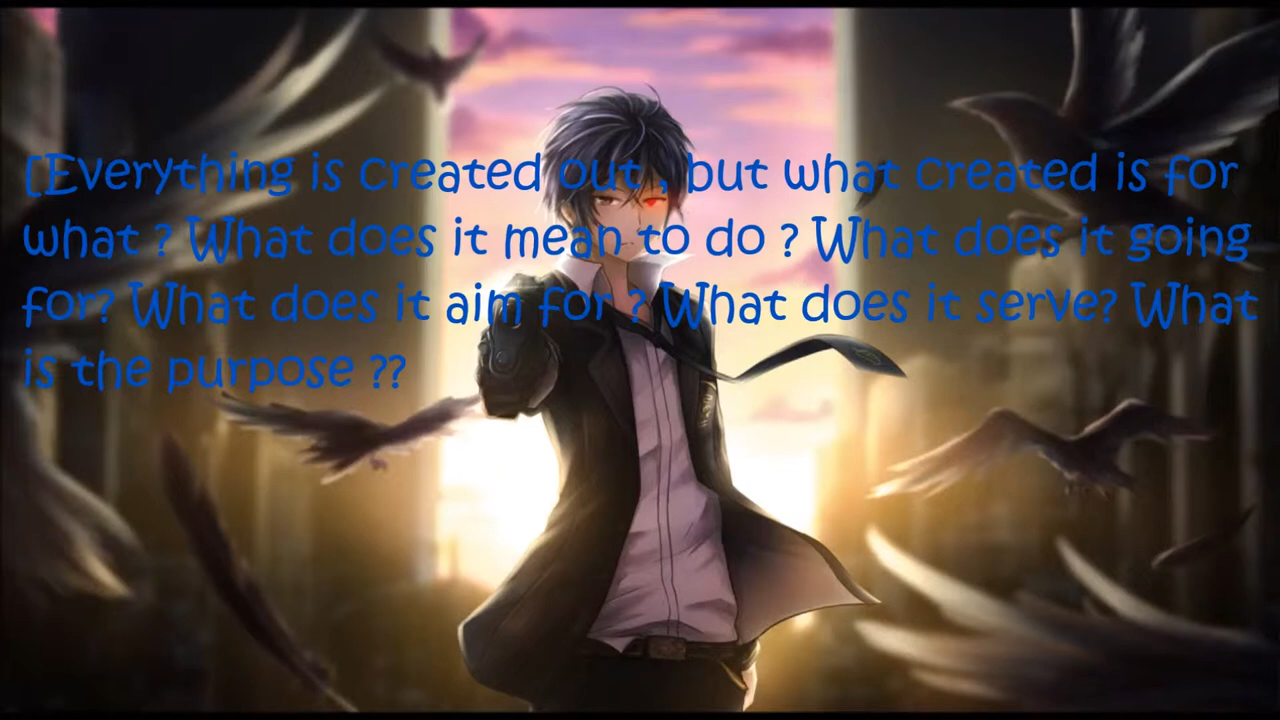 [Everything is created out , but what created is for
what ? What does it mean to do ? What does it going
for? What does it aim for ? What does it serve? What
is the purpose ??